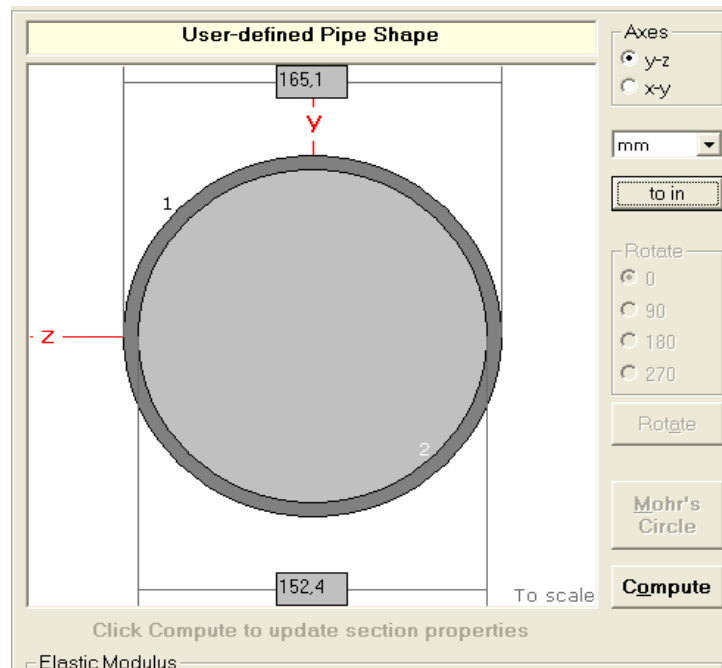 User-defined Pipe Shape
165,1
y
1
z
2
152,4
To scale
Click Compute to update section properties
Elastic Modulus
Axes
y-z
x-y
mm
to in
Rotate
0
90
180
270
Rotate
Mohr's
Circle
Compute